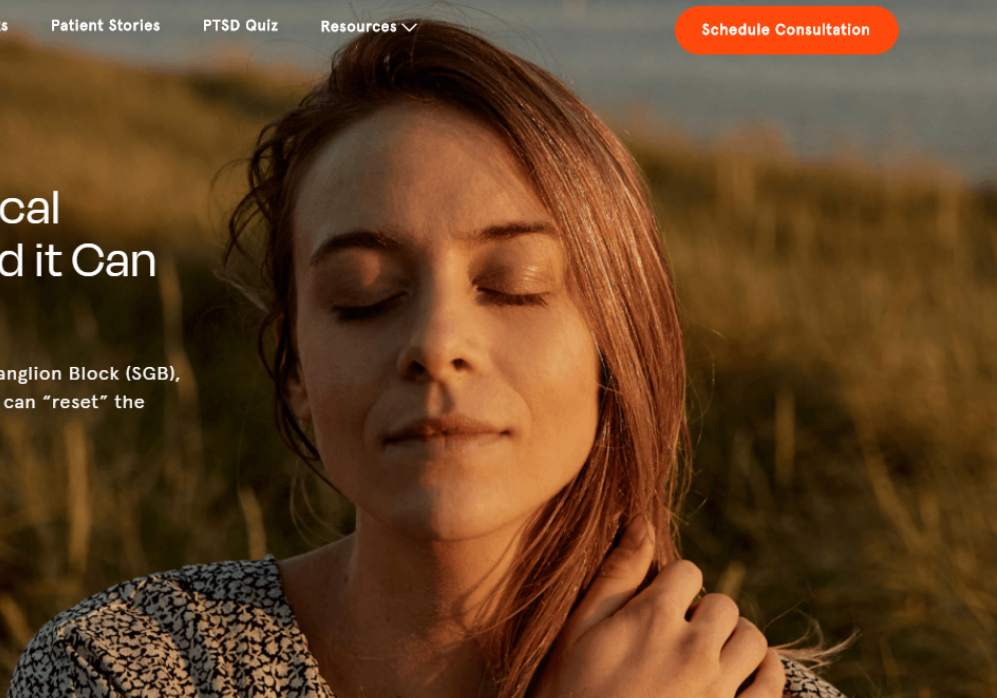 Patient Stories PTSD Quiz Resources Schedule Consultation
cal
d it Can
anglion Block (SGB),
can “reset” the